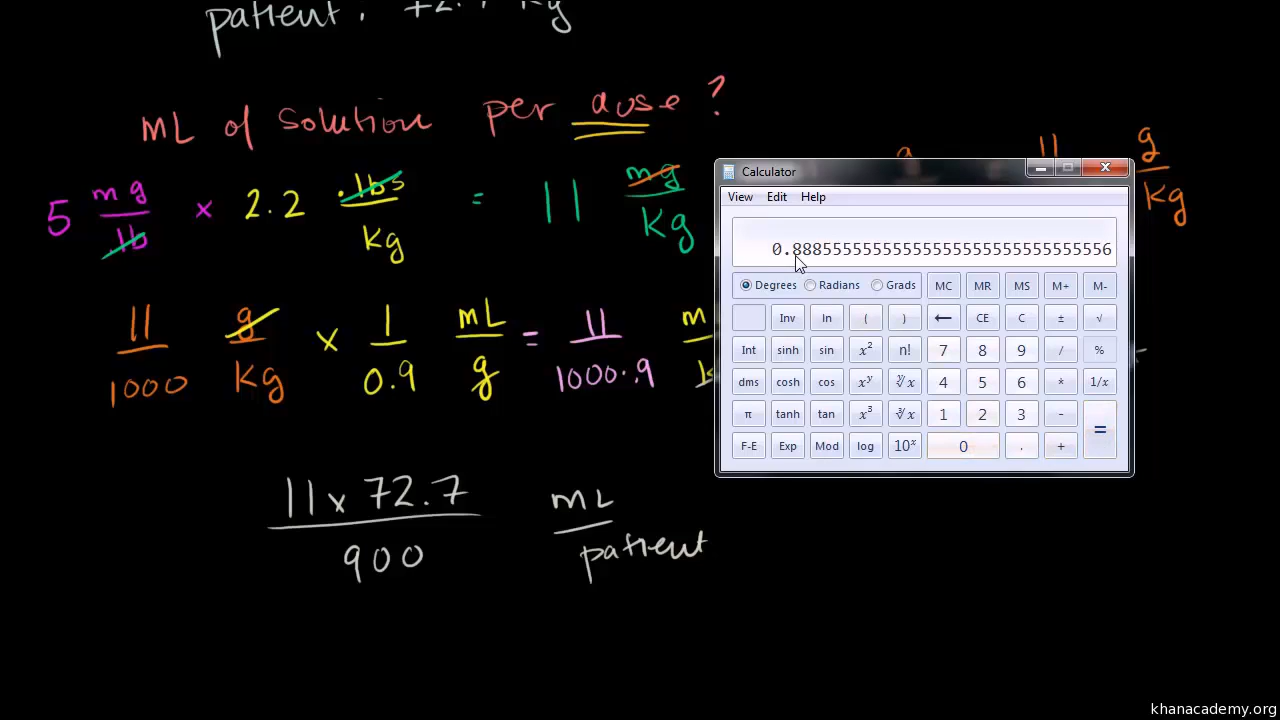 patient: 72.7 kg
mL of solution per dose?
5 mg/lb × 2.2 lbs/kg = 11 mg/kg
11 g/kg
11/1000 g/kg × 1/0.9 mL/g = 11/1000·.9
11 x 72.7 / 900 mL/patient
Calculator
View Edit Help
0.88855555555555555555555555555556
Degrees Radians Grads MC MR MS M+ M-
Inv ln ( ) ← CE C ± √
Int sinh sin x² n! 7 8 9 / %
dms cosh cos xʸ ʸ√x 4 5 6 * 1/x
π tanh tan x³ ³√x 1 2 3 - =
F-E Exp Mod log 10ˣ 0 . +
khanacademy.org